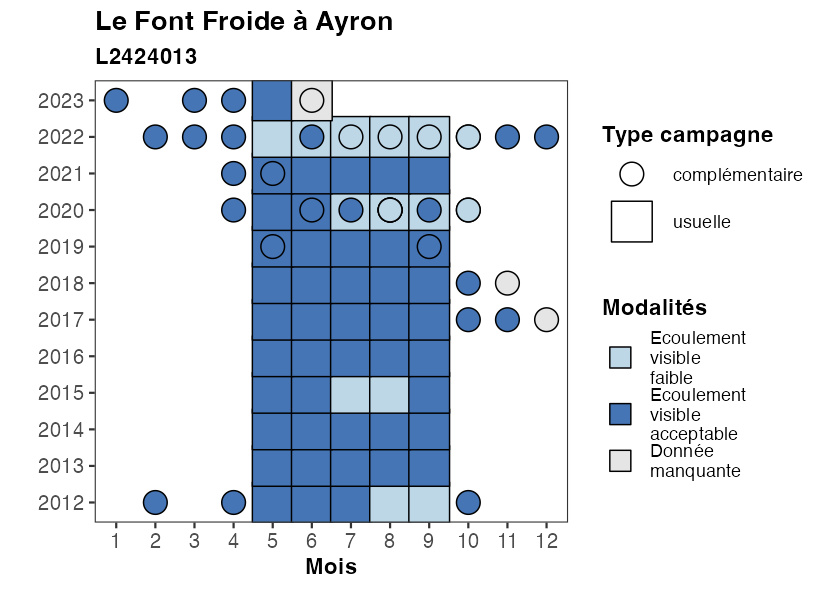 Le Font Froide à Ayron
L2424013
2023
2022
2021
2020
2019
2018
2017
2016
2015
2014
2013
2012
1 2 3 4 5 6 7 8 9 10 11 12
Mois
Type campagne
complémentaire
usuelle
Modalités
Ecoulement
visible
faible
Ecoulement
visible
acceptable
Donnée
manquante